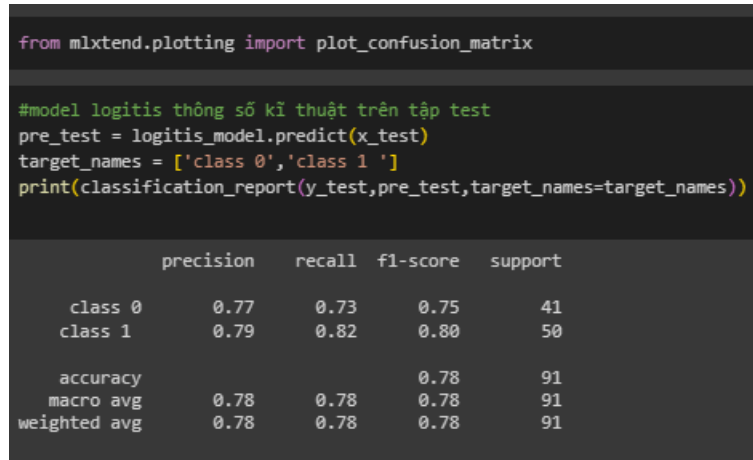 from mlxtend.plotting import plot_confusion_matrix
#model logitis thông số kĩ thuật trên tập test
pre_test = logitis_model.predict(x_test)
target_names = ['class 0','class 1 ']
print(classification_report(y_test,pre_test,target_names=target_names))
precision recall f1-score support
class 0 0.77 0.73 0.75 41
class 1 0.79 0.82 0.80 50
accuracy 0.78 91
macro avg 0.78 0.78 0.78 91
weighted avg 0.78 0.78 0.78 91